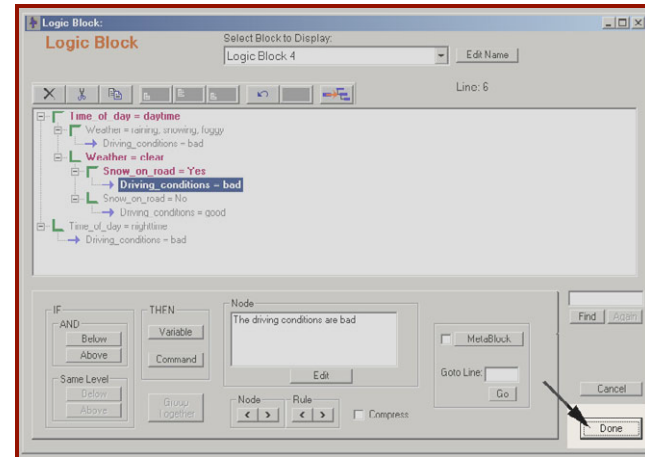 Logic Block:
Logic Block
Select Block to Display:
Logic Block 4
Edit Name
Line: 6
Time_of_day = daytime
Weather = raining, snowing, foggy
Driving_conditions = bad
Weather = clear
Snow_on_road = Yes
Driving_conditions = bad
Snow_on_road = No
Driving_conditions = good
Time_of_day = nighttime
Driving_conditions = bad
IF
AND
Below
Above
Same Level
Below
Above
THEN
Variable
Command
Group
Together
Node
The driving conditions are bad
Edit
Node
Rule
Compress
MetaBlock
Goto Line:
Go
Find
Again
Cancel
Done